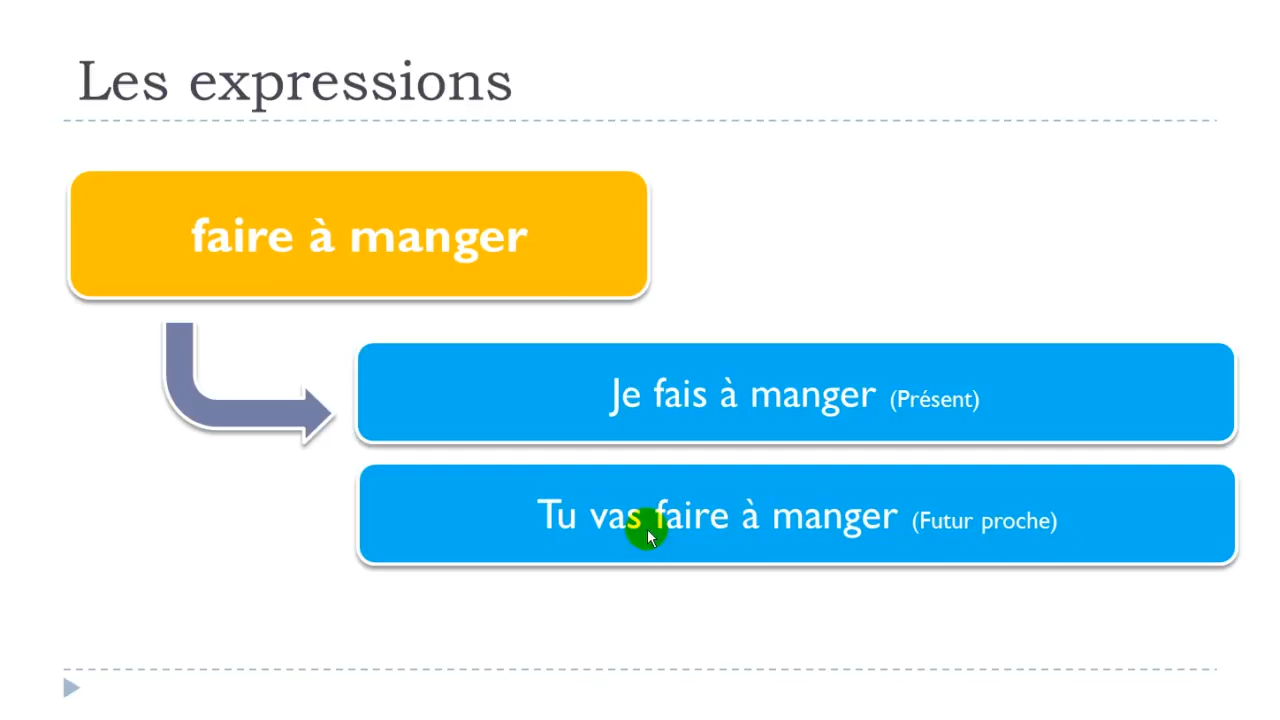 Les expressions
faire à manger
Je fais à manger (Présent)
Tu vas faire à manger (Futur proche)